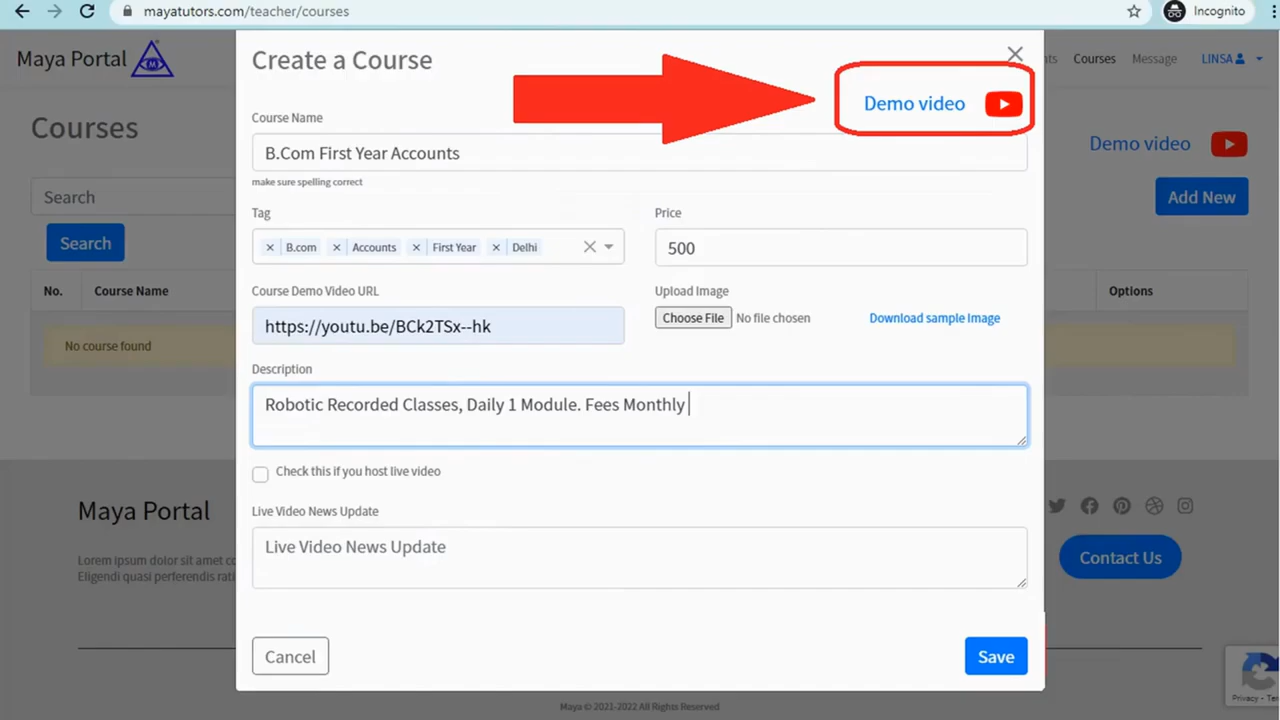 mayatutors.com/teacher/courses
Incognito
Maya Portal
Courses
Message
LINSA
Create a Course
Demo video
Courses
Demo video
Course Name
B.Com First Year Accounts
make sure spelling correct
Search
Add New
Search
Tag
Price
× B.com × Accounts × First Year × Delhi
500
No.
Course Name
Options
Course Demo Video URL
Upload Image
https://youtu.be/BCk2TSx--hk
Choose File No file chosen
Download sample Image
No course found
Description
Robotic Recorded Classes, Daily 1 Module. Fees Monthly
Check this if you host live video
Live Video News Update
Live Video News Update
Maya Portal
Lorem ipsum dolor sit amet
Eligendi quasi perferendis
Contact Us
Cancel
Save
Maya © 2021-2022 All Rights Reserved